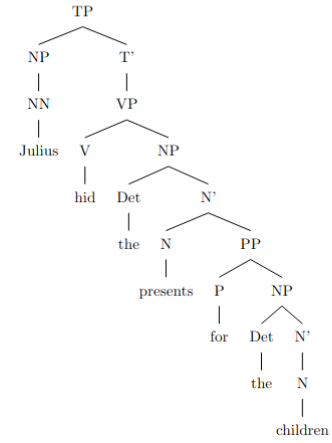 TP
NP T'
NN VP
Julius V NP
hid Det N'
the N PP
presents P NP
for Det N'
the N
children